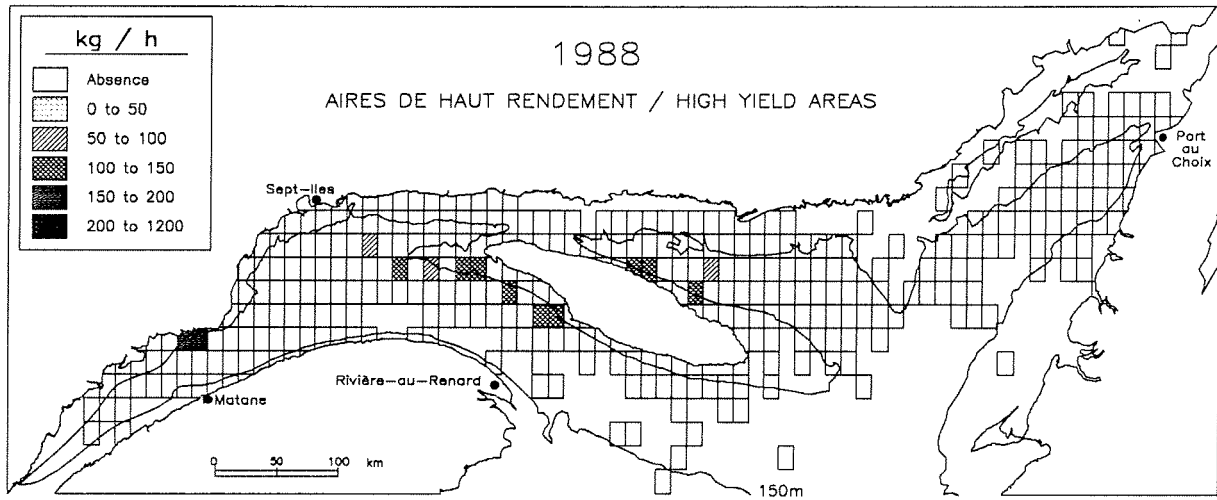 kg / h
Absence
0 to 50
50 to 100
100 to 150
150 to 200
200 to 1200
1988
AIRES DE HAUT RENDEMENT / HIGH YIELD AREAS
Sept-Iles
Port
au
Choix
Rivière-au-Renard
Matane
0 50 100 km
150m